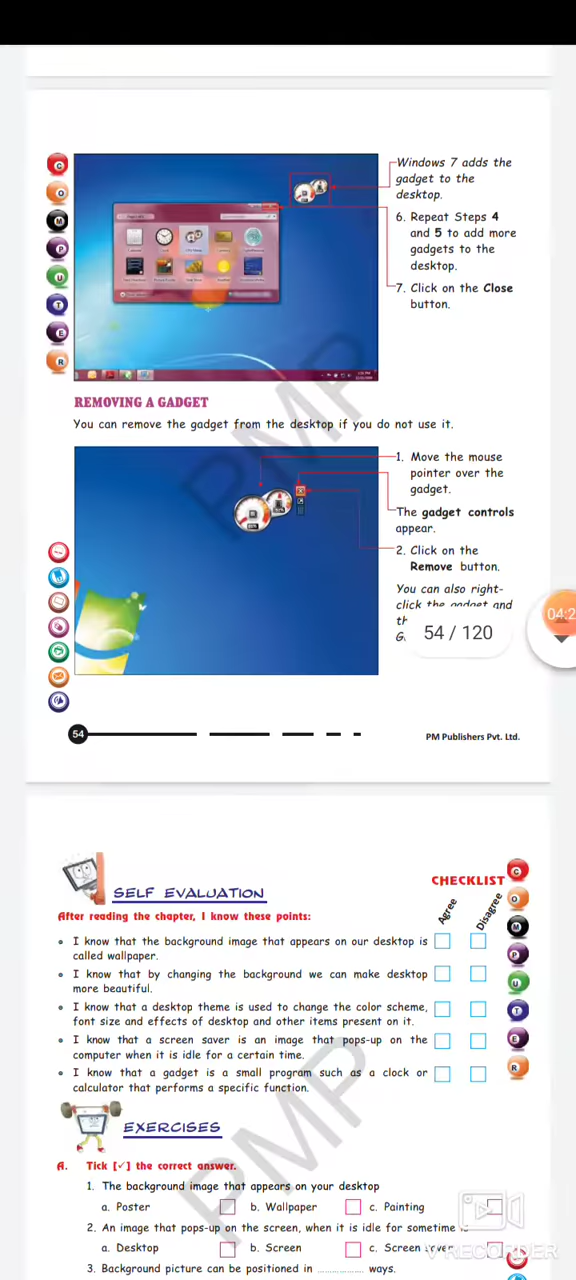 Windows 7 adds the
gadget to the
desktop.
6. Repeat Steps 4
and 5 to add more
gadgets to the
desktop.
7. Click on the Close
button.
C
O
M
P
U
T
E
R
REMOVING A GADGET
You can remove the gadget from the desktop if you do not use it.
1. Move the mouse
pointer over the
gadget.
The gadget controls
appear.
2. Click on the
Remove button.
You can also right-
click the gadget and
54 / 120
PMP
54
PM Publishers Pvt. Ltd.
SELF EVALUATION
CHECKLIST
Agree
Disagree
After reading the chapter, I know these points:
• I know that the background image that appears on our desktop is
called wallpaper.
• I know that by changing the background we can make desktop
more beautiful.
• I know that a desktop theme is used to change the color scheme,
font size and effects of desktop and other items present on it.
• I know that a screen saver is an image that pops-up on the
computer when it is idle for a certain time.
• I know that a gadget is a small program such as a clock or
calculator that performs a specific function.
C
O
M
P
U
T
E
R
PMP
EXERCISES
A. Tick [✓] the correct answer.
1. The background image that appears on your desktop
a. Poster b. Wallpaper c. Painting
2. An image that pops-up on the screen, when it is idle for sometime is
a. Desktop b. Screen c. Screen saver
V RECORDER
3. Background picture can be positioned in ................ ways.